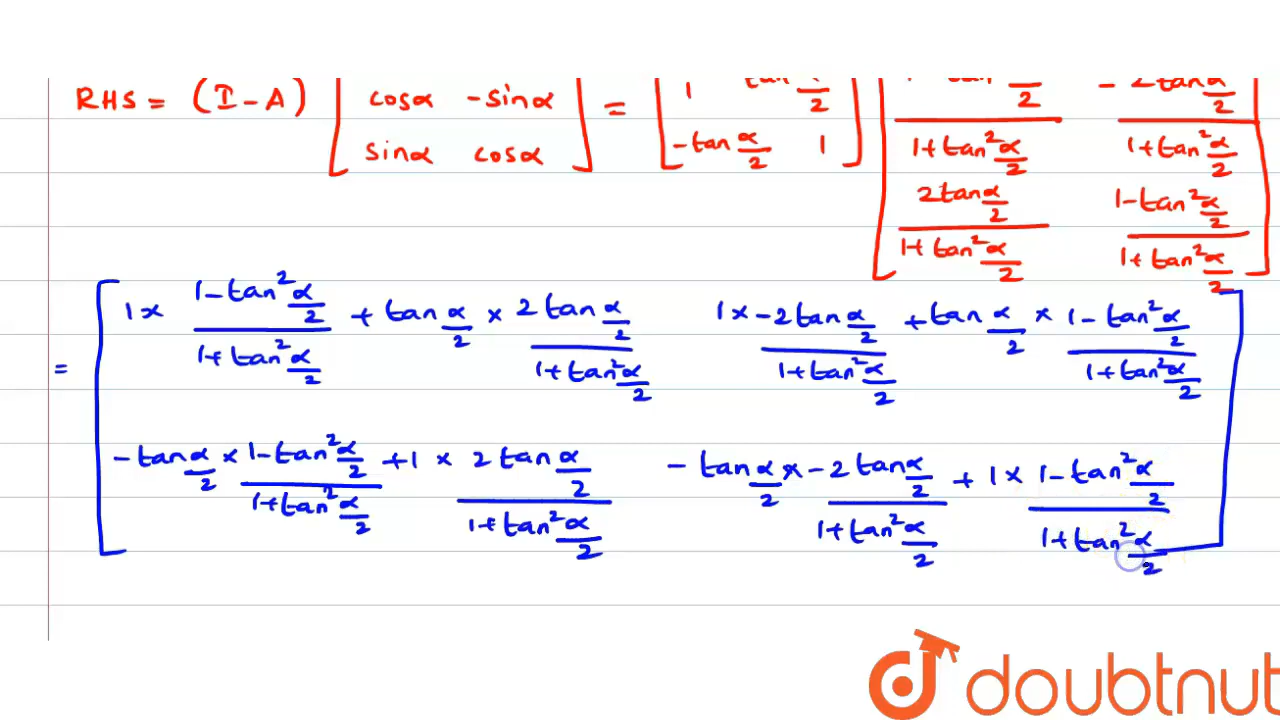 RHS = (I-A) [ cosα -sinα ; sinα cosα ] = [ 1 tan α/2 ; -tan α/2 1 ] [ (1-tan² α/2)/(1+tan² α/2) (-2tan α/2)/(1+tan² α/2) ; (2tan α/2)/(1+tan² α/2) (1-tan² α/2)/(1+tan² α/2) ]
= [ 1× (1-tan² α/2)/(1+tan² α/2) + tan α/2 × (2tan α/2)/(1+tan² α/2) 1× (-2tan α/2)/(1+tan² α/2) + tan α/2 × (1-tan² α/2)/(1+tan² α/2)
-tan α/2 × (1-tan² α/2)/(1+tan² α/2) + 1 × (2tan α/2)/(1+tan² α/2) -tan α/2 × (-2tan α/2)/(1+tan² α/2) + 1× (1-tan² α/2)/(1+tan² α/2) ]
doubtnut